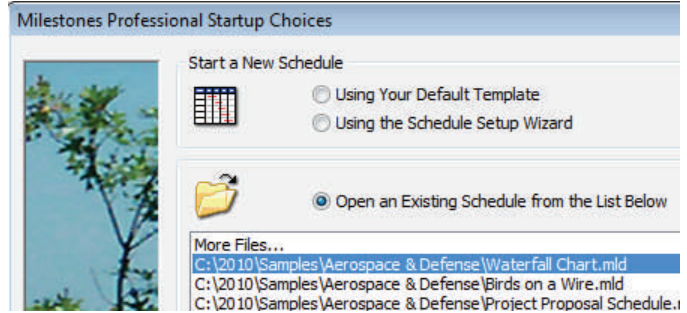 Milestones Professional Startup Choices
Start a New Schedule
Using Your Default Template
Using the Schedule Setup Wizard
Open an Existing Schedule from the List Below
More Files...
C:\2010\Samples\Aerospace & Defense\Waterfall Chart.mld
C:\2010\Samples\Aerospace & Defense\Birds on a Wire.mld
C:\2010\Samples\Aerospace & Defense\Project Proposal Schedule.m